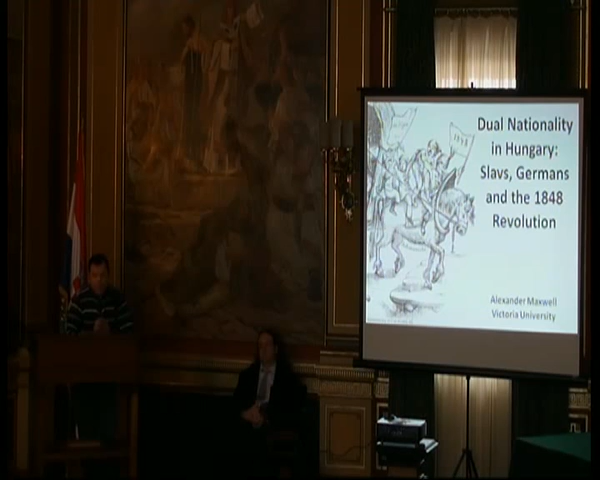 Dual Nationality
in Hungary:
Slavs, Germans
and the 1848
Revolution
Alexander Maxwell
Victoria University